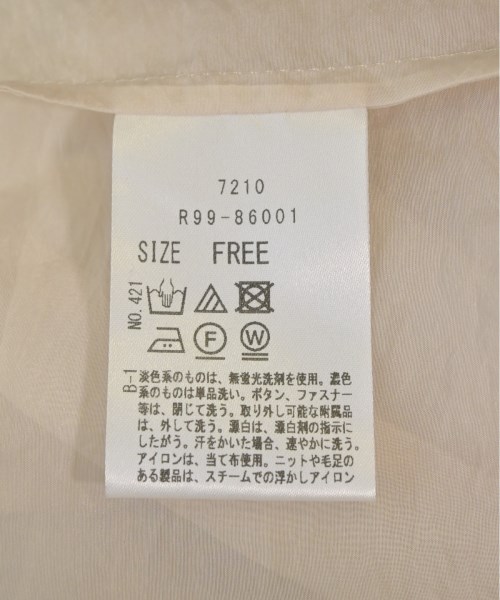 7210
R99-86001
SIZE FREE
NO.421
F W
B-1
淡色系のものは、無蛍光洗剤を使用。濃色
系のものは単品洗い。ボタン、ファスナー
等は、閉じて洗う。取り外し可能な附属品
は、外して洗う。漂白は、漂白剤の指示に
したがう。汗をかいた場合、速やかに洗う。
アイロンは、当て布使用。ニットや毛足の
ある製品は、スチームでの浮かしアイロン